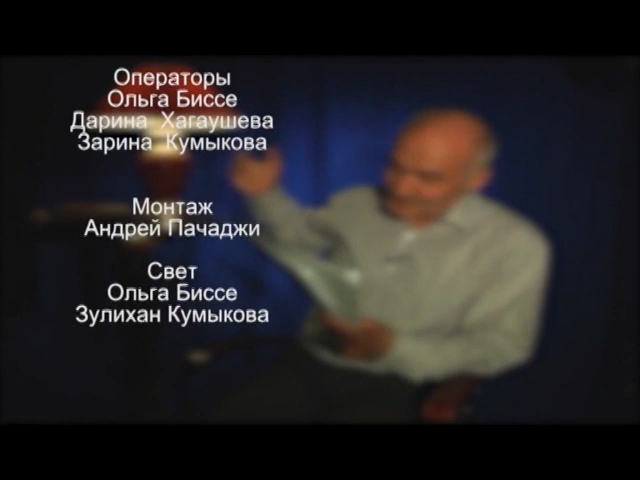 Операторы
Ольга Биссе
Дарина Хагаушева
Зарина Кумыкова
Монтаж
Андрей Пачаджи
Свет
Ольга Биссе
Зулихан Кумыкова